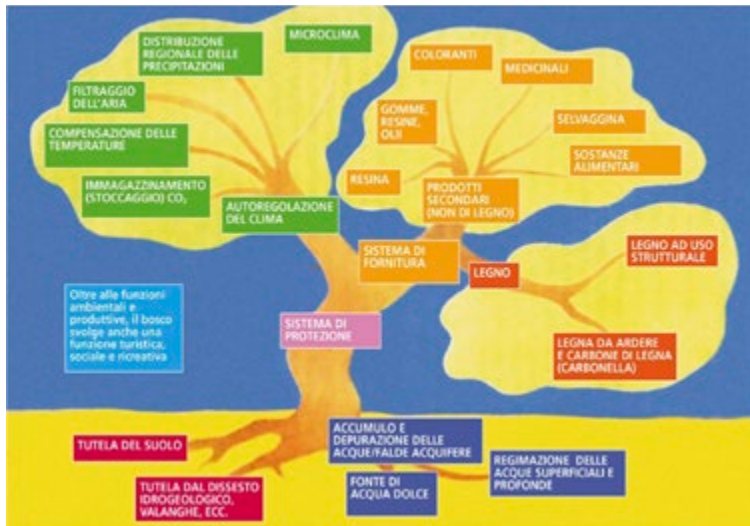 MICROCLIMA
DISTRIBUZIONE
REGIONALE DELLE
PRECIPITAZIONI
FILTRAGGIO
DELL'ARIA
COMPENSAZIONE DELLE
TEMPERATURE
IMMAGAZZINAMENTO
(STOCCAGGIO) CO₂
AUTOREGOLAZIONE
DEL CLIMA
COLORANTI
MEDICINALI
GOMME,
RESINE,
OLII
SELVAGGINA
SOSTANZE
ALIMENTARI
RESINA
PRODOTTI
SECONDARI
(NON DI LEGNO)
SISTEMA DI
FORNITURA
LEGNO
LEGNO AD USO
STRUTTURALE
LEGNA DA ARDERE
E CARBONE DI LEGNA
(CARBONELLA)
Oltre alle funzioni
ambientali e
produttive, il bosco
svolge anche una
funzione turistica,
sociale e ricreativa
SISTEMA DI
PROTEZIONE
TUTELA DEL SUOLO
TUTELA DAL DISSESTO
IDROGEOLOGICO,
VALANGHE, ECC.
ACCUMULO E
DEPURAZIONE DELLE
ACQUE/FALDE ACQUIFERE
FONTE DI
ACQUA DOLCE
REGIMAZIONE DELLE
ACQUE SUPERFICIALI E
PROFONDE